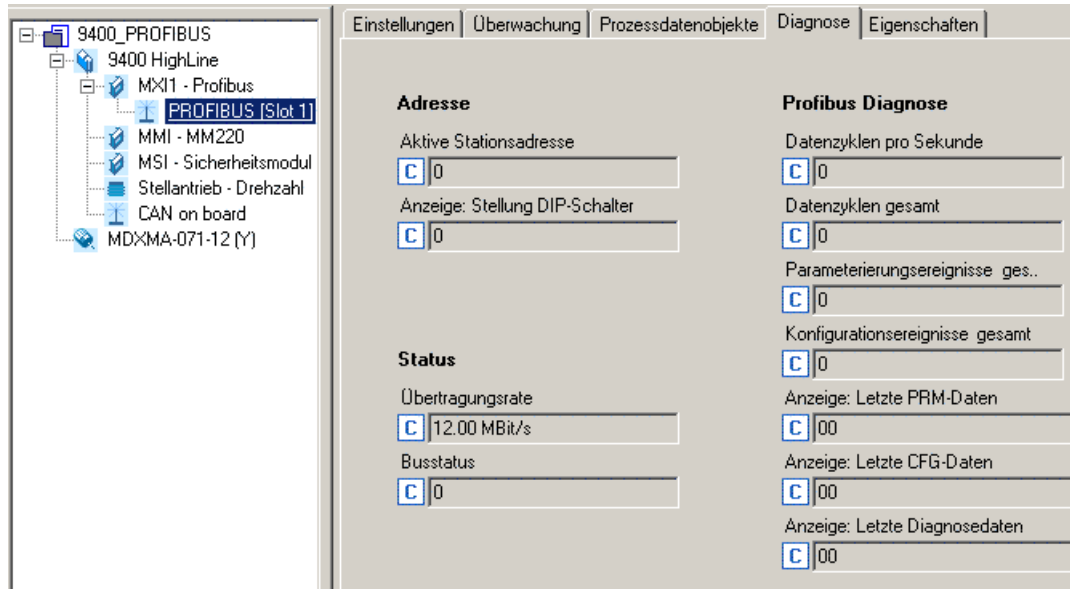 9400_PROFIBUS
9400 HighLine
MXI1 - Profibus
PROFIBUS [Slot 1]
MMI - MM220
MSI - Sicherheitsmodul
Stellantrieb - Drehzahl
CAN on board
MDXMA-071-12 (Y)
Einstellungen Überwachung Prozessdatenobjekte Diagnose Eigenschaften
Adresse
Aktive Stationsadresse
C 0
Anzeige: Stellung DIP-Schalter
C 0
Status
Übertragungsrate
C 12.00 MBit/s
Busstatus
C 0
Profibus Diagnose
Datenzyklen pro Sekunde
C 0
Datenzyklen gesamt
C 0
Parameterierungsereignisse ges..
C 0
Konfigurationsereignisse gesamt
C 0
Anzeige: Letzte PRM-Daten
C 00
Anzeige: Letzte CFG-Daten
C 00
Anzeige: Letzte Diagnosedaten
C 00